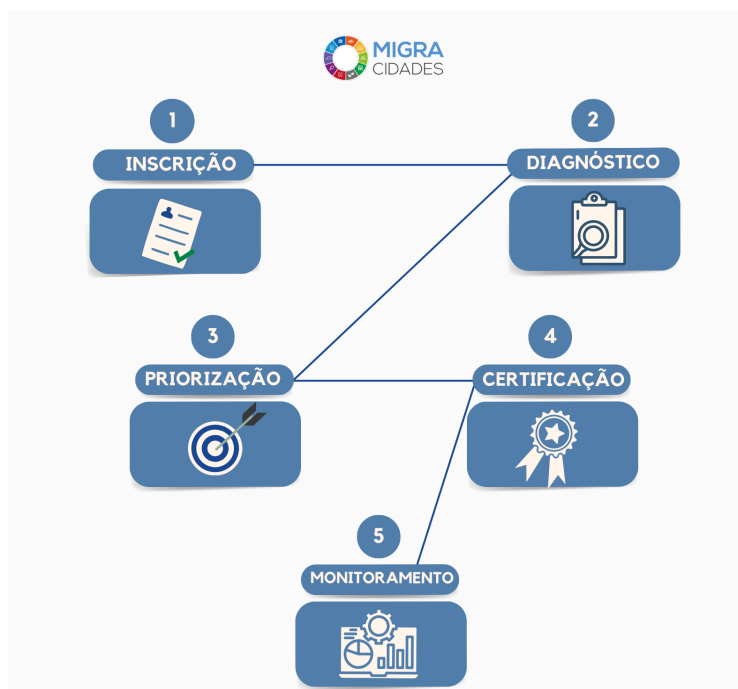 MIGRA
CIDADES
1
INSCRIÇÃO
2
DIAGNÓSTICO
3
PRIORIZAÇÃO
4
CERTIFICAÇÃO
5
MONITORAMENTO